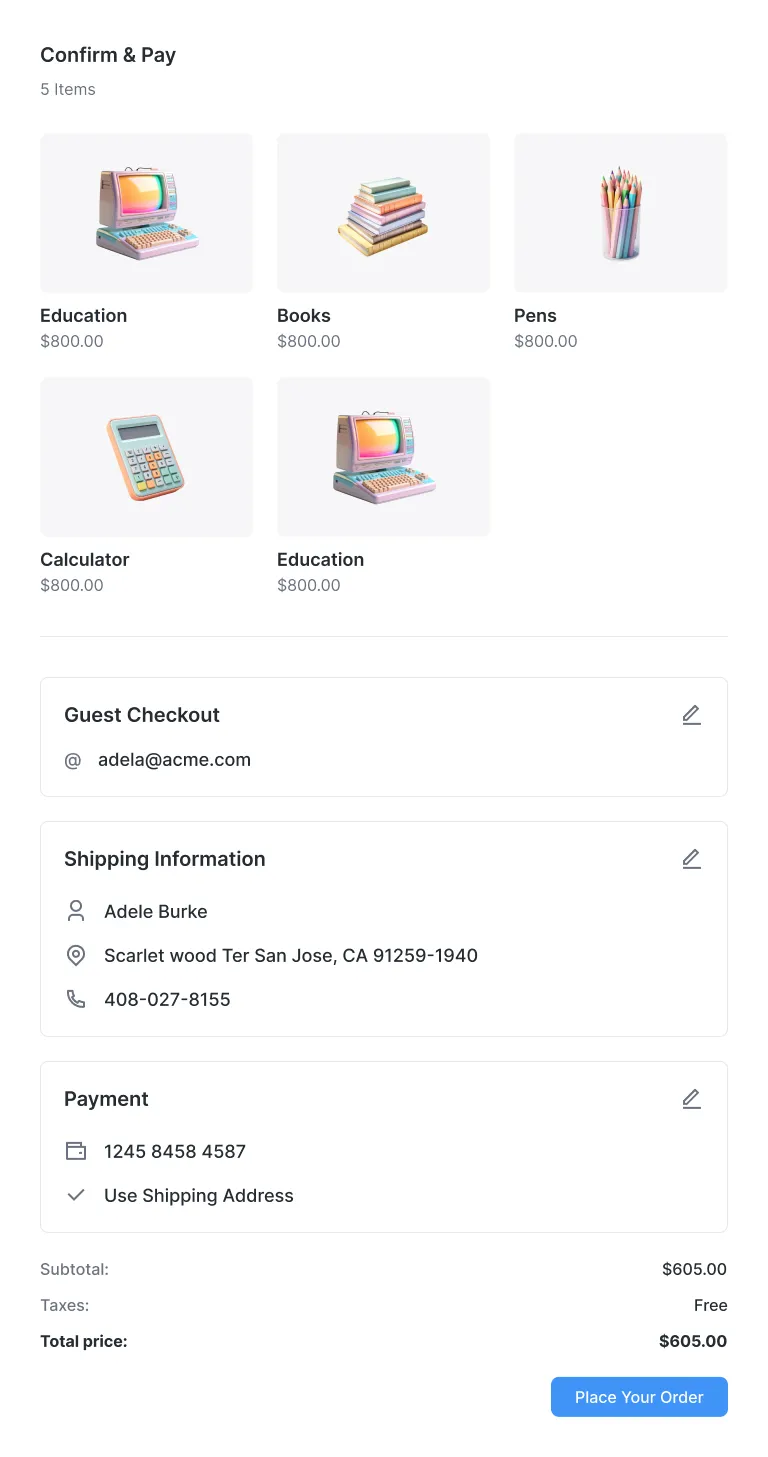 Confirm & Pay
5 Items
Education
$800.00
Books
$800.00
Pens
$800.00
Calculator
$800.00
Education
$800.00
Guest Checkout
@ adela@acme.com
Shipping Information
Adele Burke
Scarlet wood Ter San Jose, CA 91259-1940
408-027-8155
Payment
1245 8458 4587
Use Shipping Address
Subtotal: $605.00
Taxes: Free
Total price: $605.00
Place Your Order